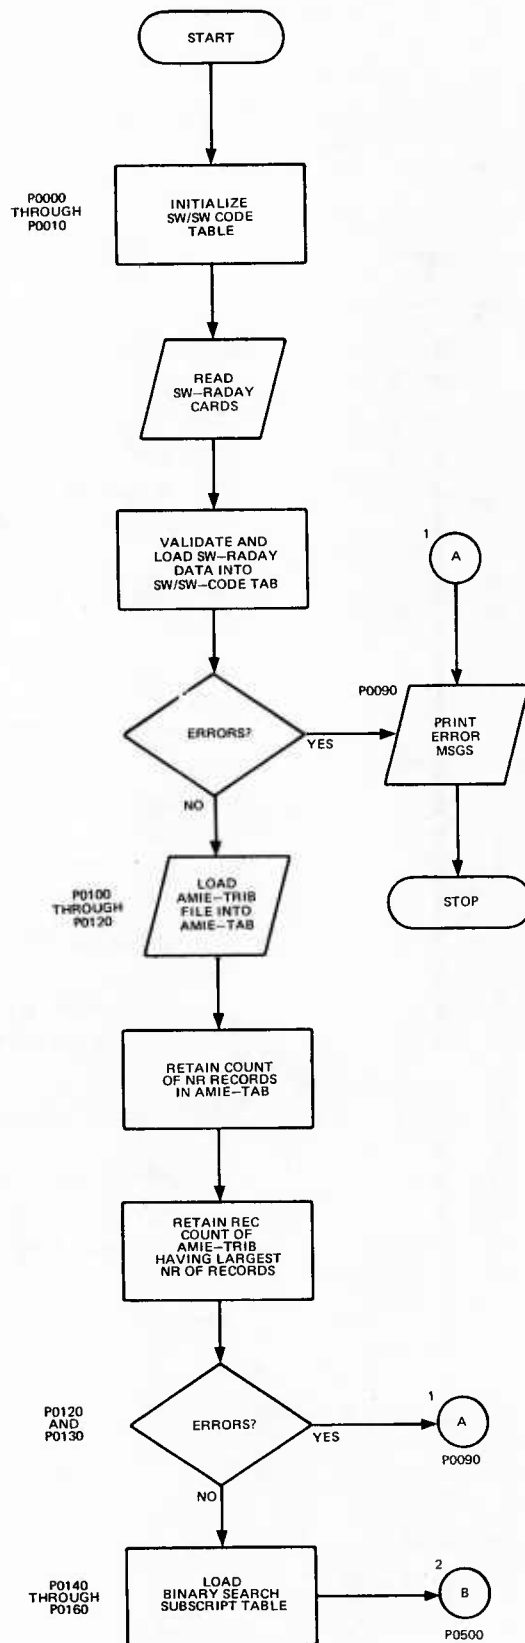 START
P0000
THROUGH
P0010
INITIALIZE
SW/SW CODE
TABLE
READ
SW-RADAY
CARDS
VALIDATE AND
LOAD SW-RADAY
DATA INTO
SW/SW-CODE TAB
1
A
ERRORS?
YES
NO
P0090
PRINT
ERROR
MSGS
STOP
P0100
THROUGH
P0120
LOAD
AMIE-TRIB
FILE INTO
AMIE-TAB
RETAIN COUNT
OF NR RECORDS
IN AMIE-TAB
RETAIN REC
COUNT OF
AMIE-TRIB
HAVING LARGEST
NR OF RECORDS
P0120
AND
P0130
ERRORS?
YES
NO
1
A
P0090
P0140
THROUGH
P0160
LOAD
BINARY SEARCH
SUBSCRIPT TABLE
2
B
P0500